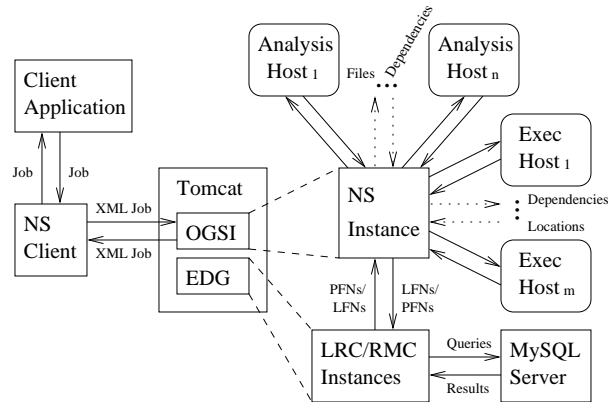 Analysis
Host 1
Analysis
Host n
Files
Dependencies
Client
Application
Exec
Host 1
Job
Job
Tomcat
XML Job
OGSI
NS
Client
XML Job
NS
Instance
Dependencies
Locations
EDG
PFNs/
LFNs
LFNs/
PFNs
Exec
Host m
LRC/RMC
Instances
Queries
Results
MySQL
Server